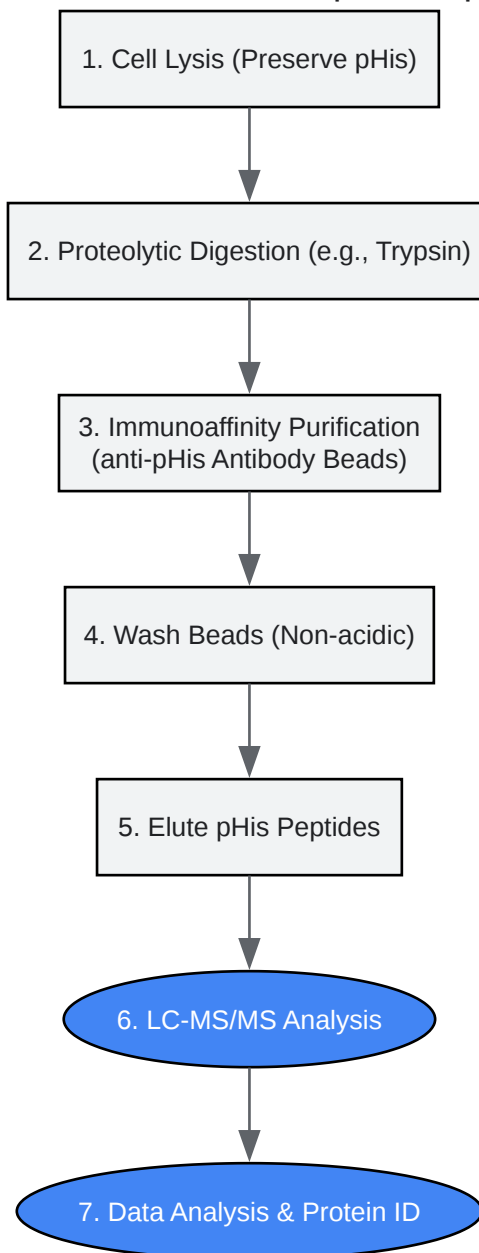 1. Cell Lysis (Preserve pHis)
2. Proteolytic Digestion (e.g., Trypsin)
3. Immunoaffinity Purification
(anti-pHis Antibody Beads)
4. Wash Beads (Non-acidic)
5. Elute pHis Peptides
6. LC-MS/MS Analysis
7. Data Analysis & Protein ID